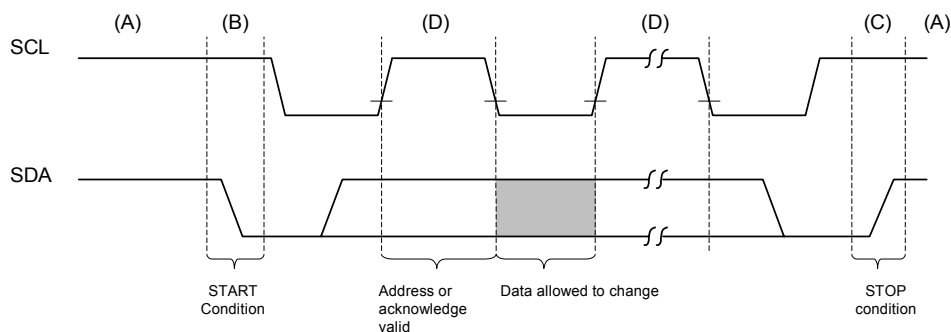 (A) (B) (D) (D) (C) (A)
SCL
SDA
START
Condition
Address or
acknowledge
valid
Data allowed to change
STOP
condition